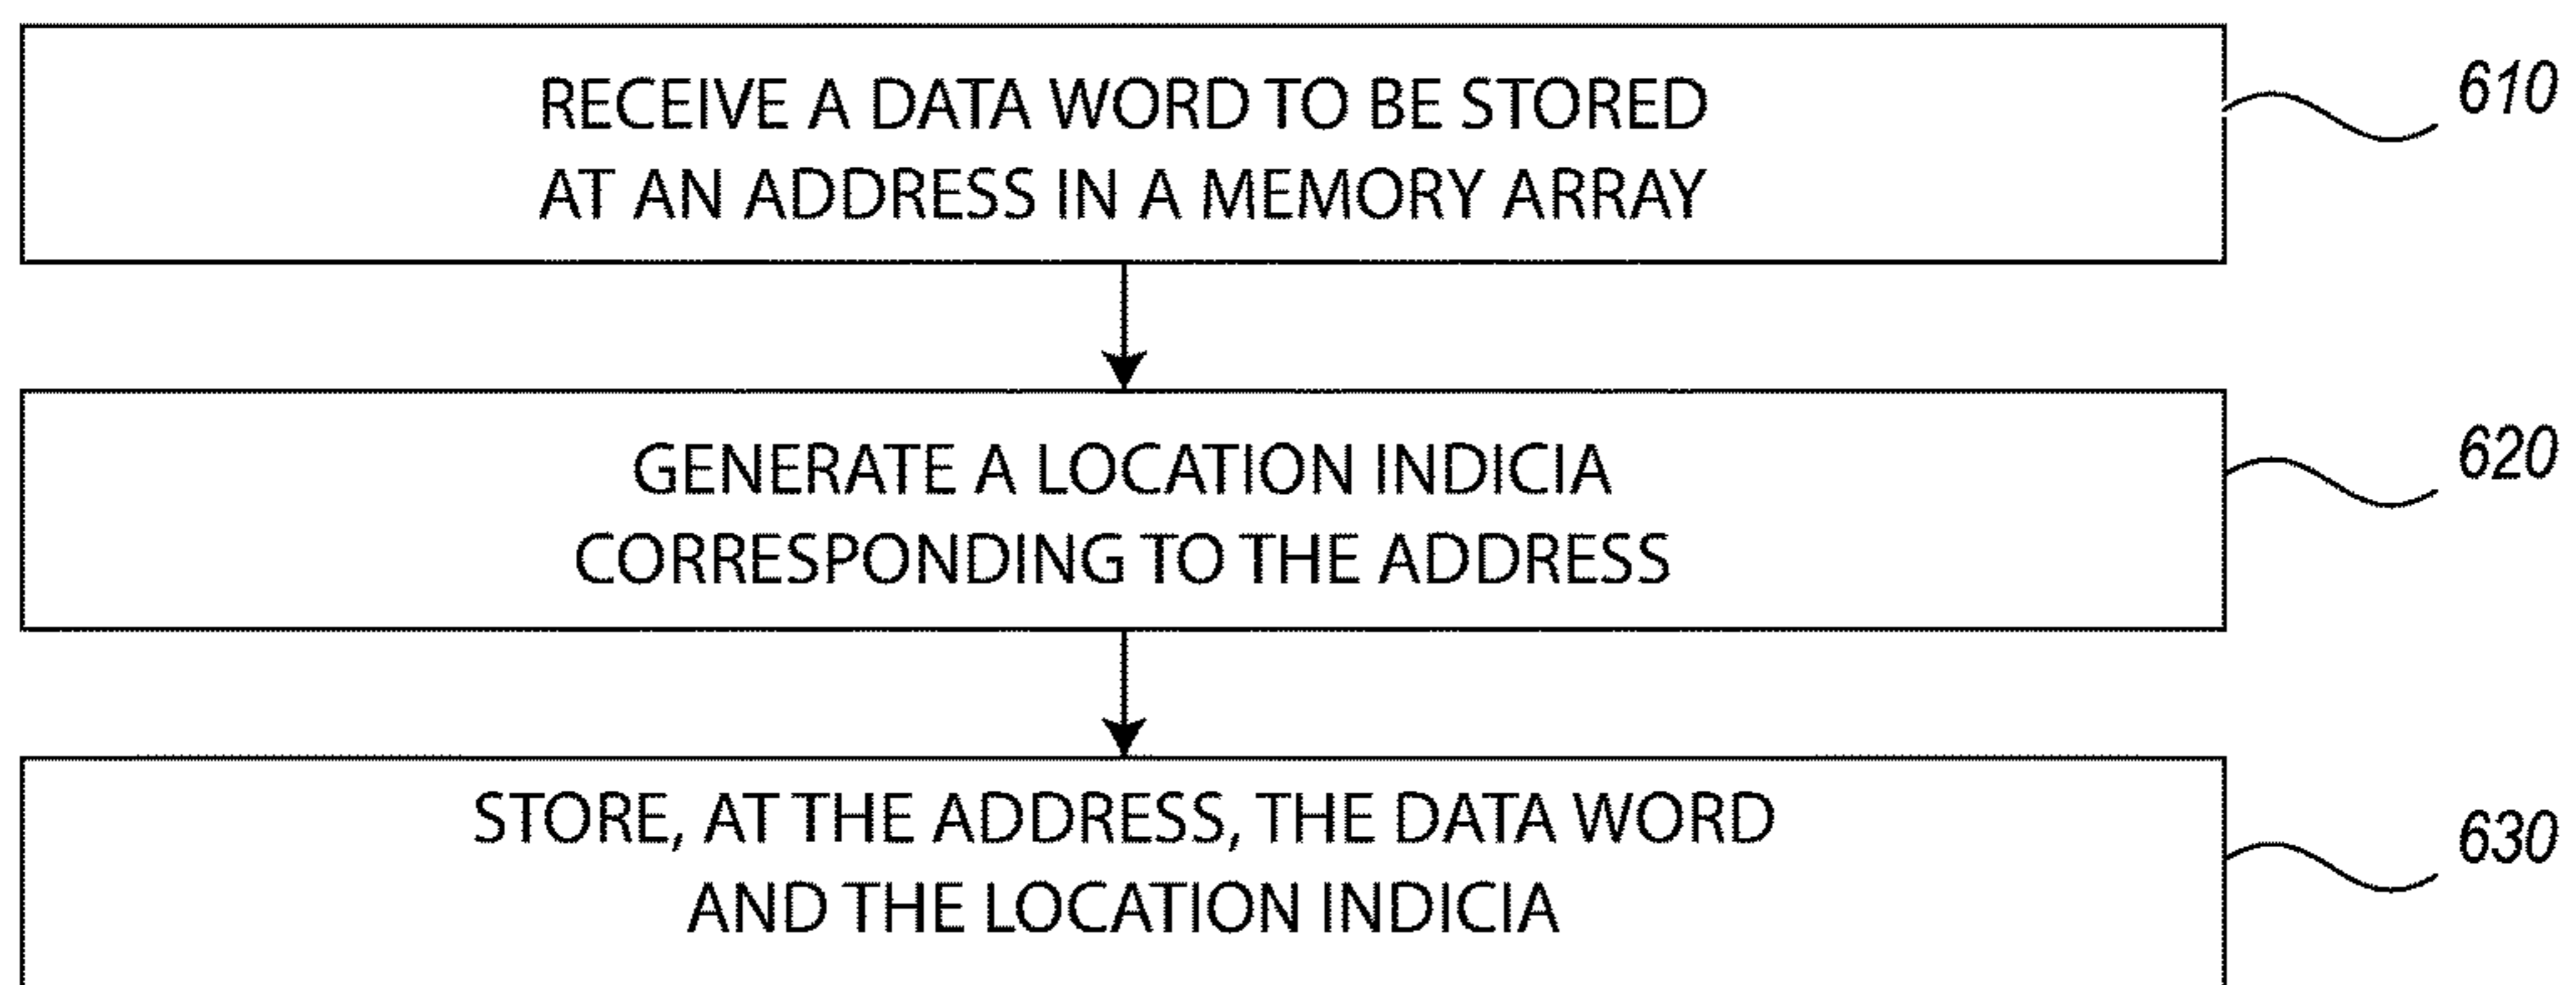 RECEIVE A DATA WORD TO BE STORED
AT AN ADDRESS IN A MEMORY ARRAY
610
GENERATE A LOCATION INDICIA
CORRESPONDING TO THE ADDRESS
620
STORE, AT THE ADDRESS, THE DATA WORD
AND THE LOCATION INDICIA
630